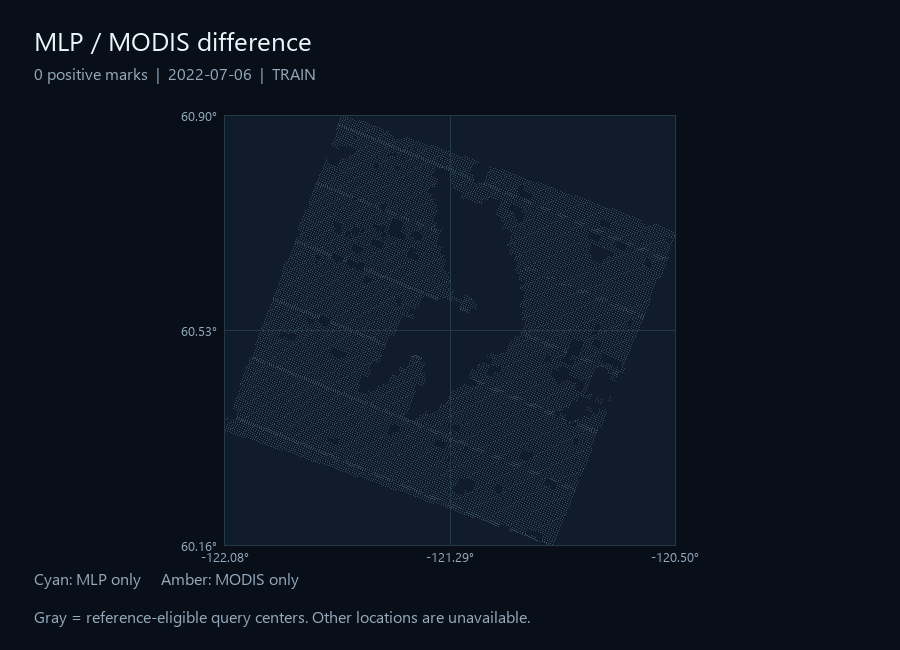 MLP / MODIS difference
0 positive marks | 2022-07-06 | TRAIN
60.90°
60.53°
60.16°
-122.08°
-121.29°
-120.50°
Cyan: MLP only Amber: MODIS only
Gray = reference-eligible query centers. Other locations are unavailable.